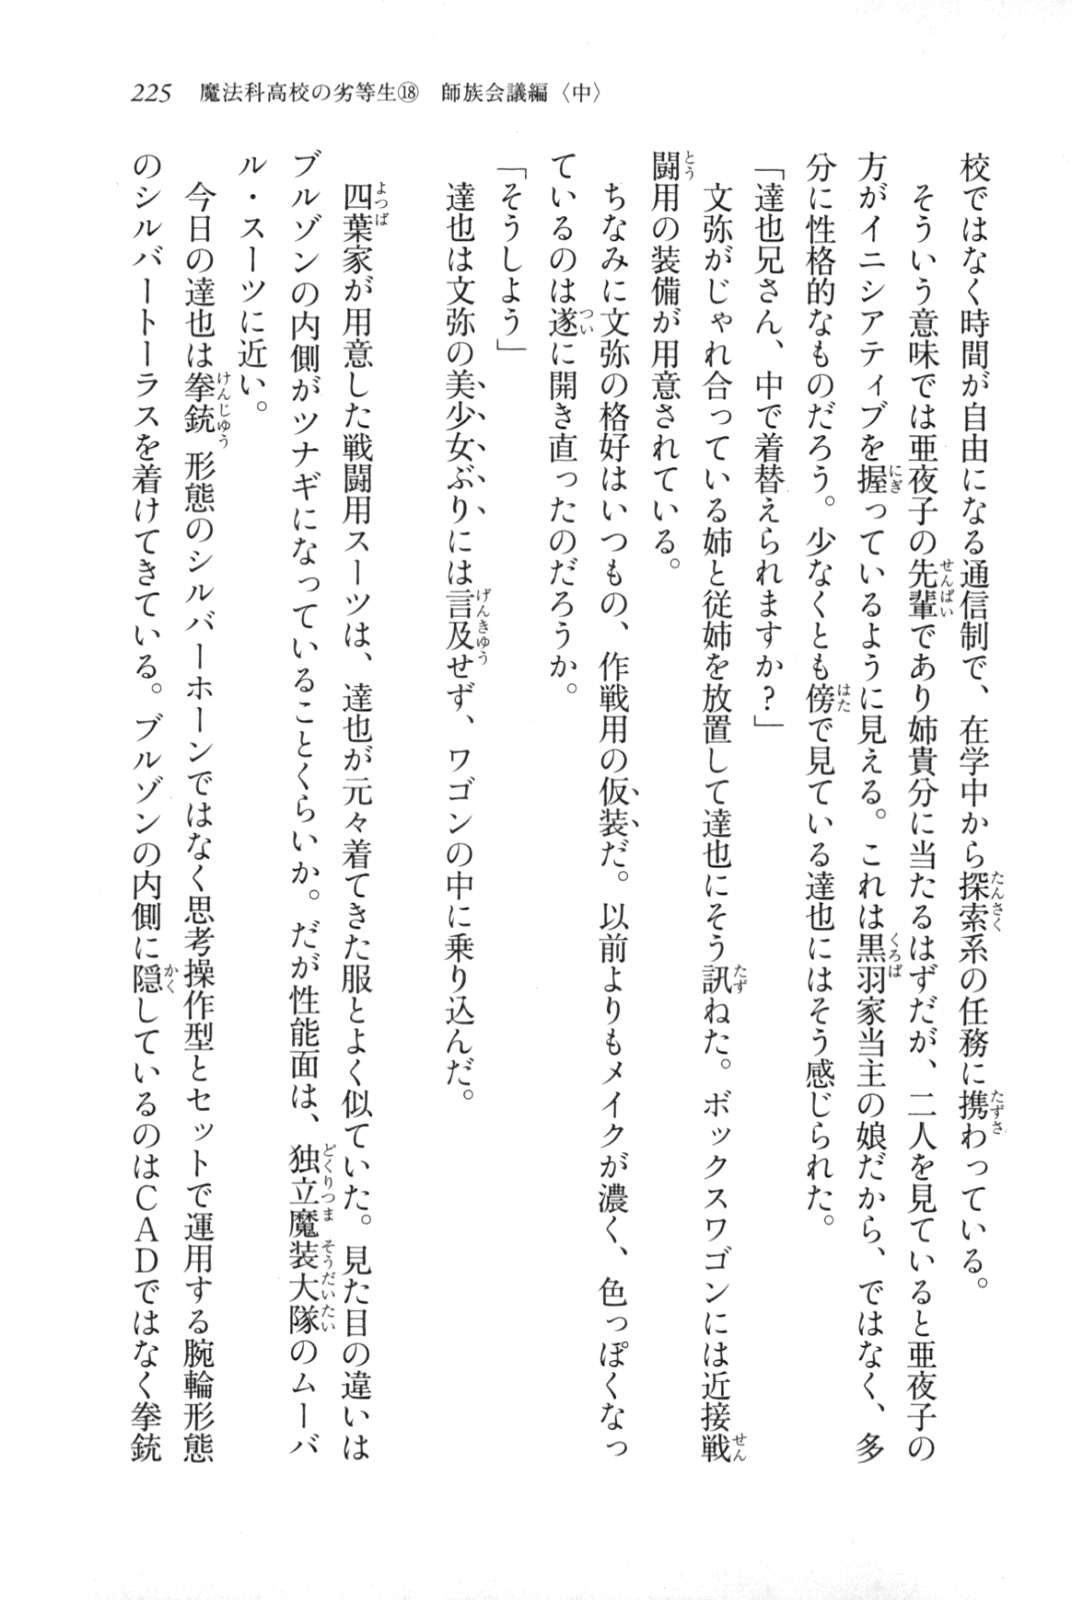 225　魔法科高校の劣等生⑱　師族会議編〈中〉
校ではなく時間が自由になる通信制で、在学中から探索系の任務に携わっている。
　そういう意味では亜夜子の先輩であり姉貴分に当たるはずだが、二人を見ていると亜夜子の
方がイニシアティブを握っているように見える。これは黒羽家当主の娘だから、ではなく、多
分に性格的なものだろう。少なくとも傍で見ている達也にはそう感じられた。
「達也兄さん、中で着替えられますか？」
　文弥がじゃれ合っている姉と従姉を放置して達也にそう訊ねた。ボックスワゴンには近接戦
闘用の装備が用意されている。
　ちなみに文弥の格好はいつもの、作戦用の仮装だ。以前よりもメイクが濃く、色っぽくなっ
ているのは遂に開き直ったのだろうか。
「そうしよう」
　達也は文弥の美少女ぶりには言及せず、ワゴンの中に乗り込んだ。
　四葉家が用意した戦闘用スーツは、達也が元々着てきた服とよく似ていた。見た目の違いは
ブルゾンの内側がツナギになっていることくらいか。だが性能面は、独立魔装大隊のムーバ
ル・スーツに近い。
　今日の達也は拳銃形態のシルバーホーンではなく思考操作型とセットで運用する腕輪形態
のシルバートーラスを着けてきている。ブルゾンの内側に隠しているのはＣＡＤではなく拳銃